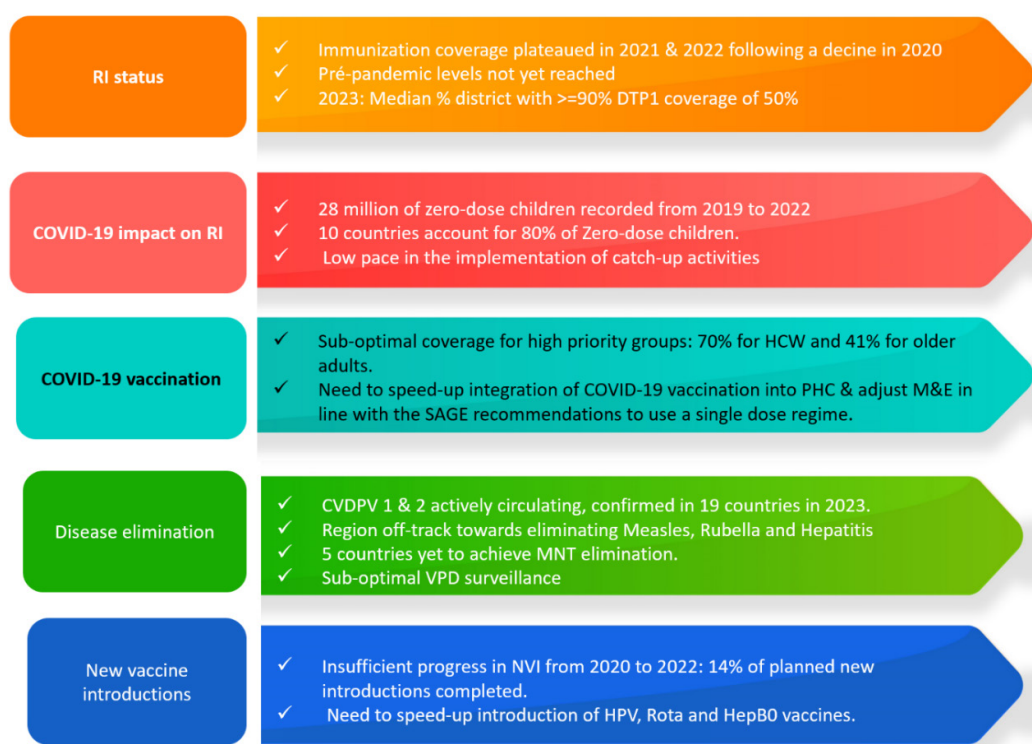 RI status
✓ Immunization coverage plateaued in 2021 & 2022 following a decine in 2020
✓ Pré-pandemic levels not yet reached
✓ 2023: Median % district with >=90% DTP1 coverage of 50%
COVID-19 impact on RI
✓ 28 million of zero-dose children recorded from 2019 to 2022
✓ 10 countries account for 80% of Zero-dose children.
✓ Low pace in the implementation of catch-up activities
COVID-19 vaccination
✓ Sub-optimal coverage for high priority groups: 70% for HCW and 41% for older
adults.
✓ Need to speed-up integration of COVID-19 vaccination into PHC & adjust M&E in
line with the SAGE recommendations to use a single dose regime.
Disease elimination
✓ CVDPV 1 & 2 actively circulating, confirmed in 19 countries in 2023.
✓ Region off-track towards eliminating Measles, Rubella and Hepatitis
✓ 5 countries yet to achieve MNT elimination.
✓ Sub-optimal VPD surveillance
New vaccine
introductions
✓ Insufficient progress in NVI from 2020 to 2022: 14% of planned new
introductions completed.
✓ Need to speed-up introduction of HPV, Rota and HepB0 vaccines.